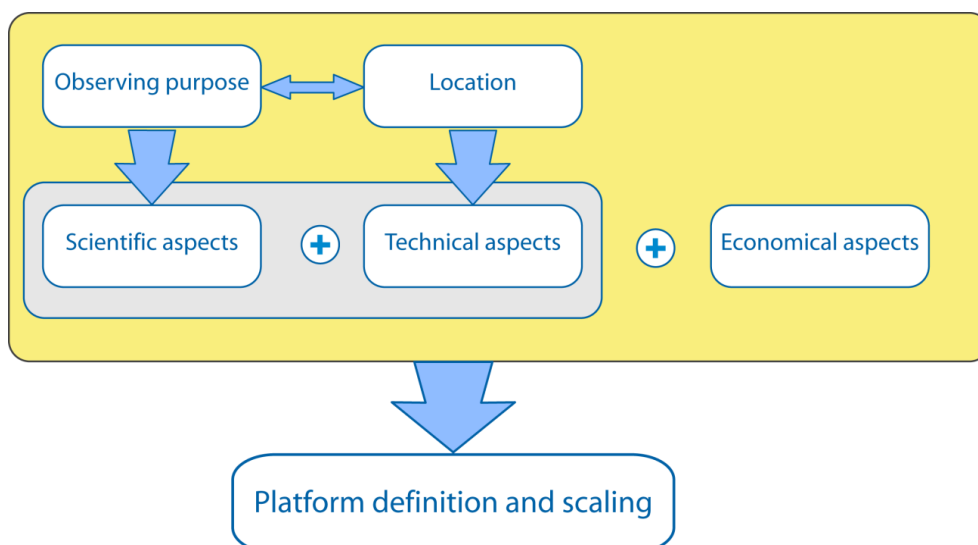 Observing purpose
Location
Scientific aspects
+
Technical aspects
+
Economical aspects
Platform definition and scaling